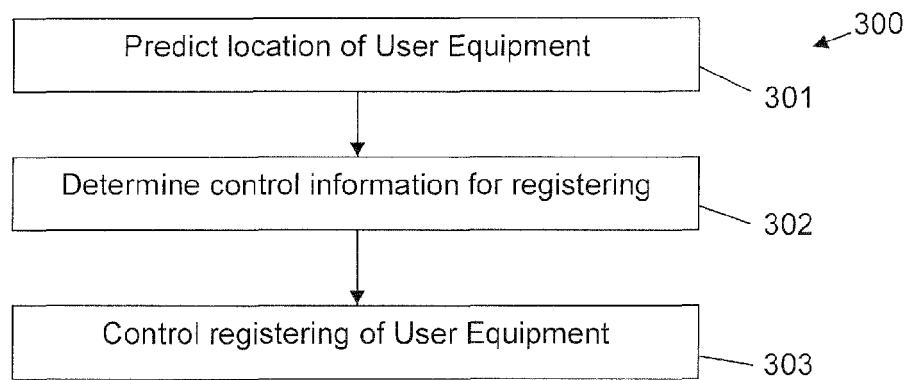 300
Predict location of User Equipment
301
Determine control information for registering
302
Control registering of User Equipment
303